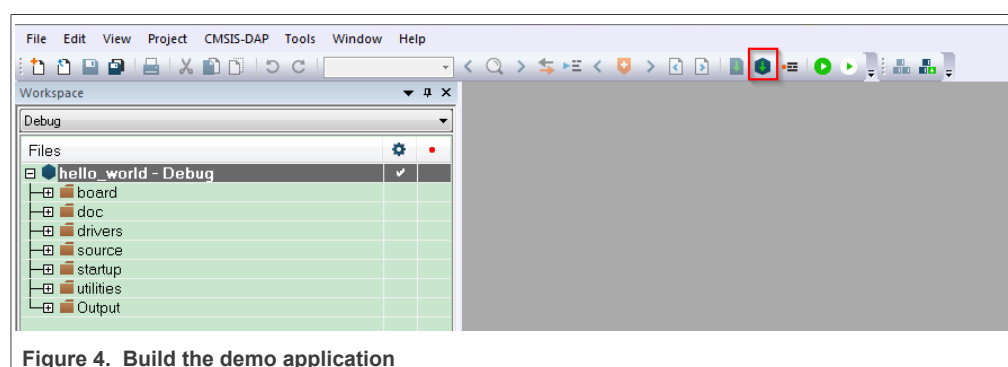 File Edit View Project CMSIS-DAP Tools Window Help
Workspace
Debug
Files
hello_world - Debug
board
doc
drivers
source
startup
utilities
Output
Figure 4. Build the demo application